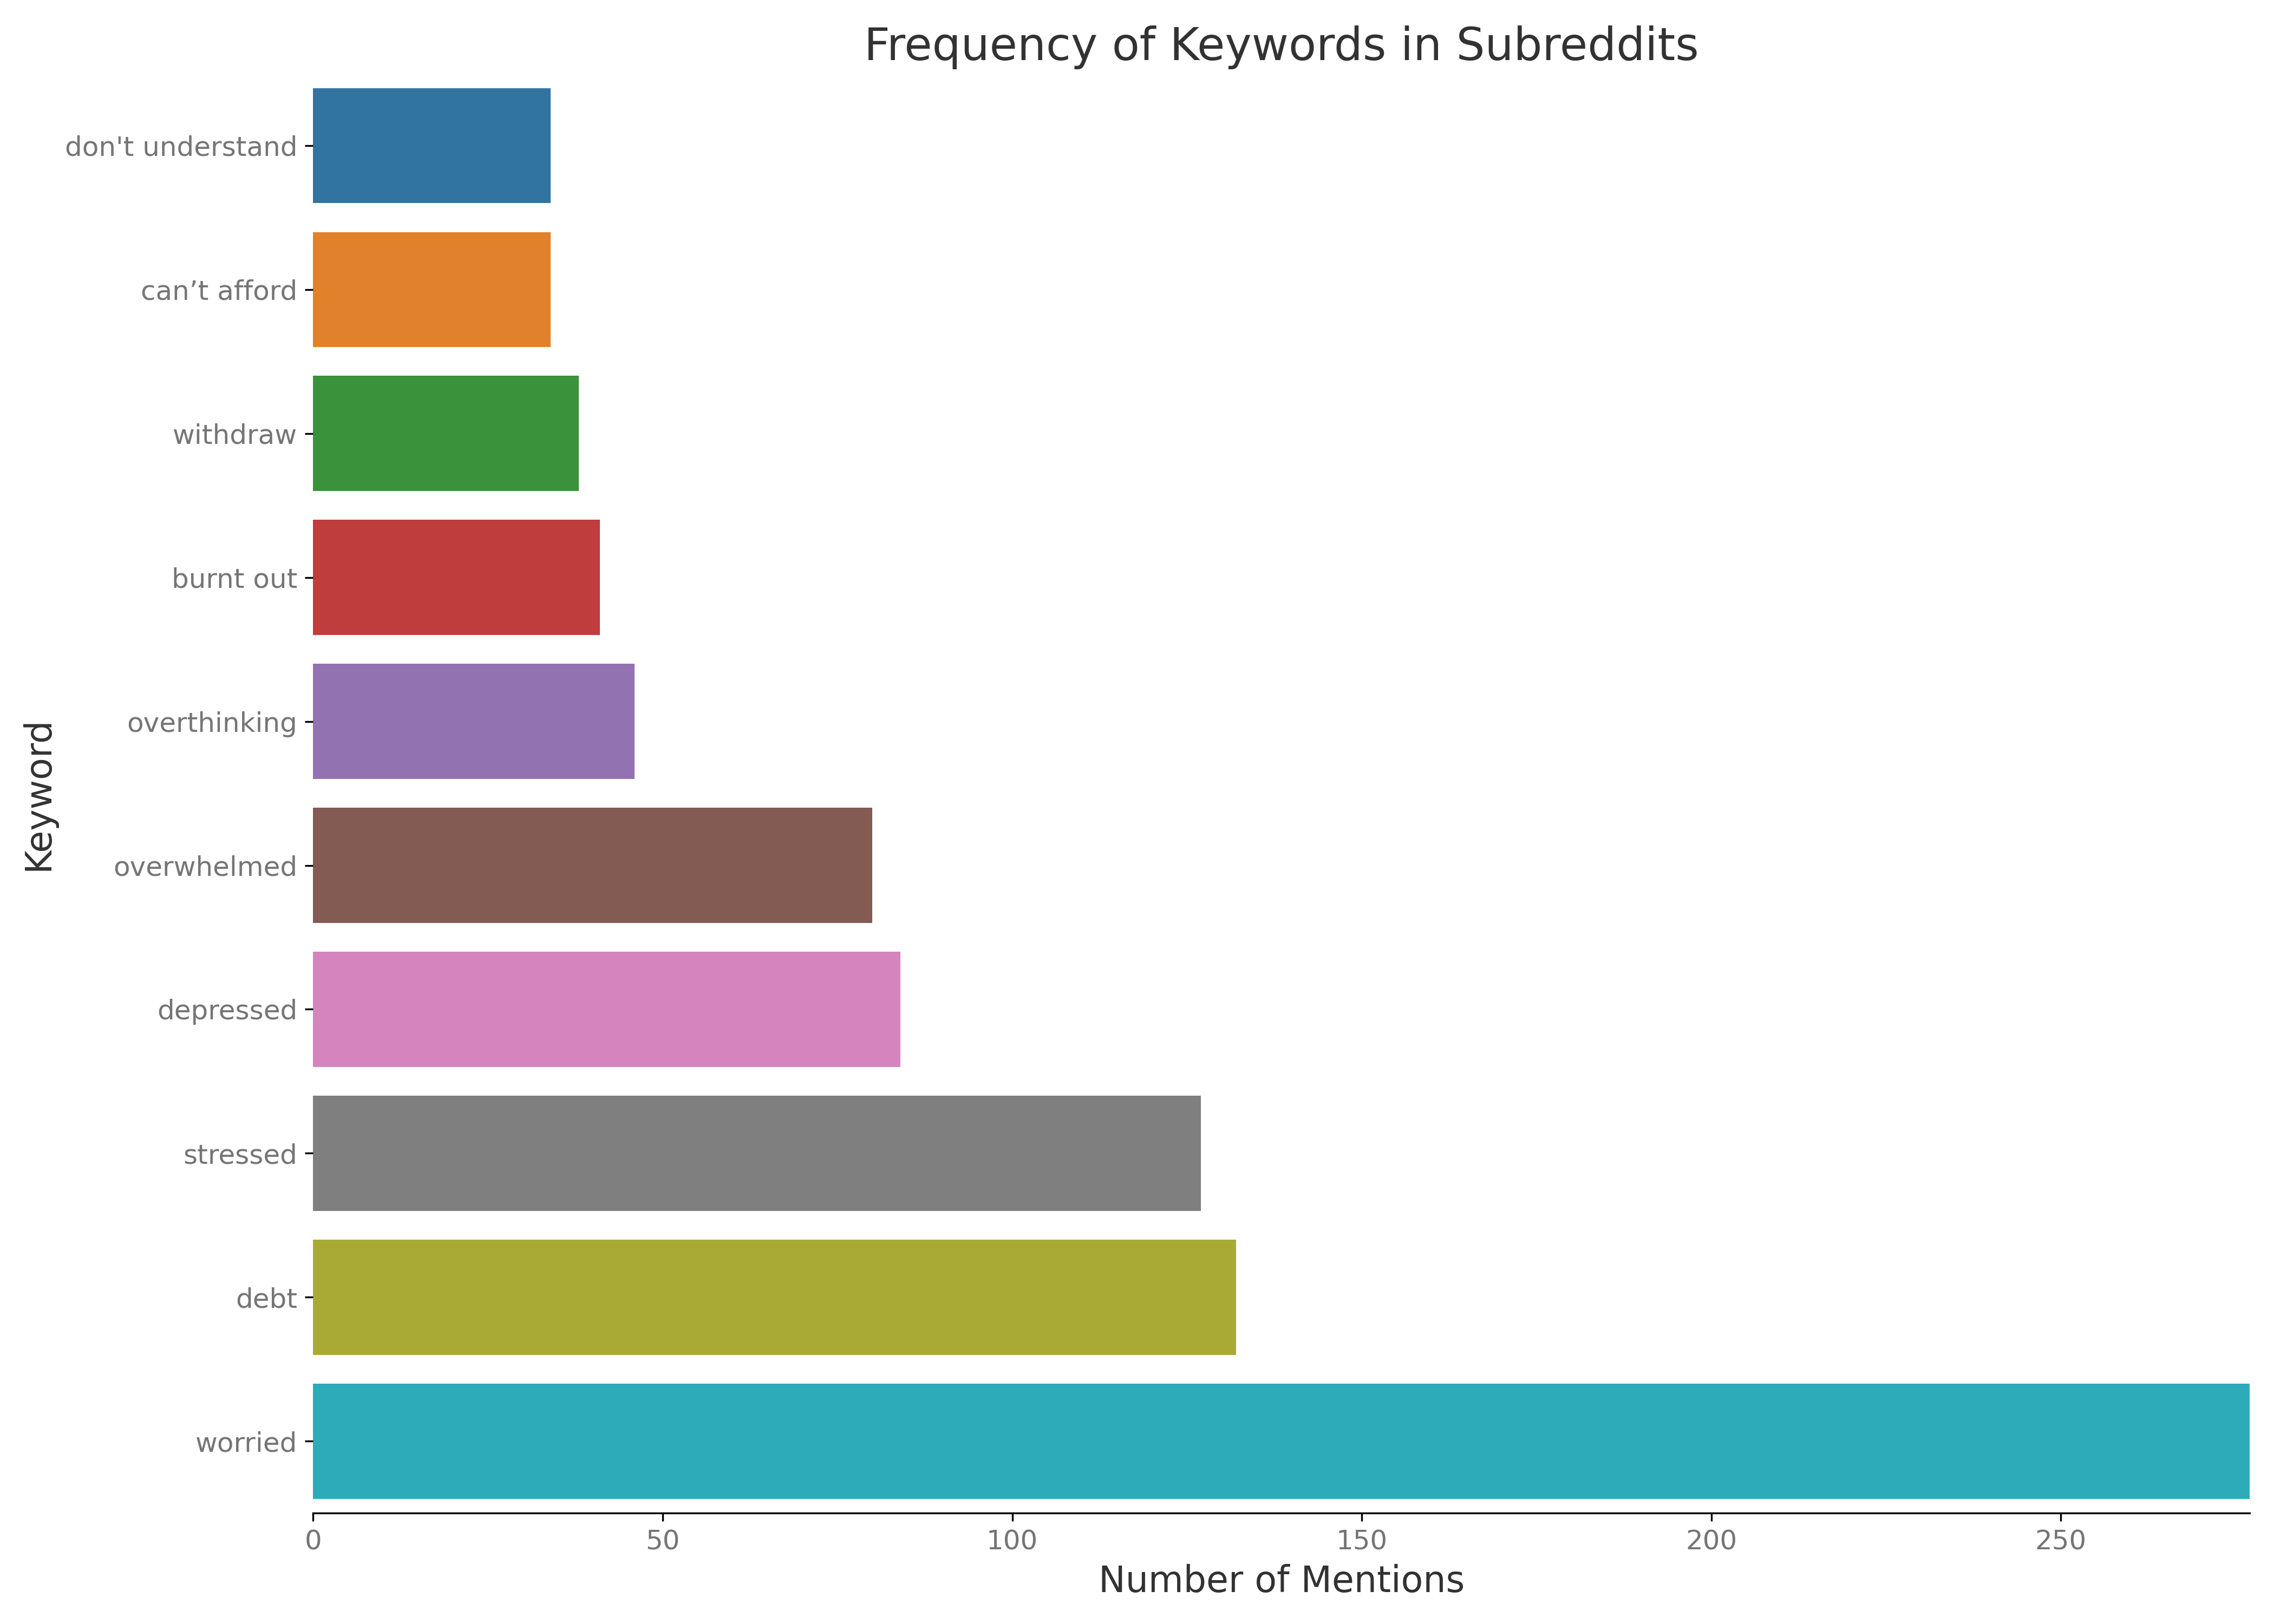 Frequency of Keywords in Subreddits
don't understand
can’t afford
withdraw
burnt out
overthinking
overwhelmed
depressed
stressed
debt
worried
Keyword
0 50 100 150 200 250
Number of Mentions